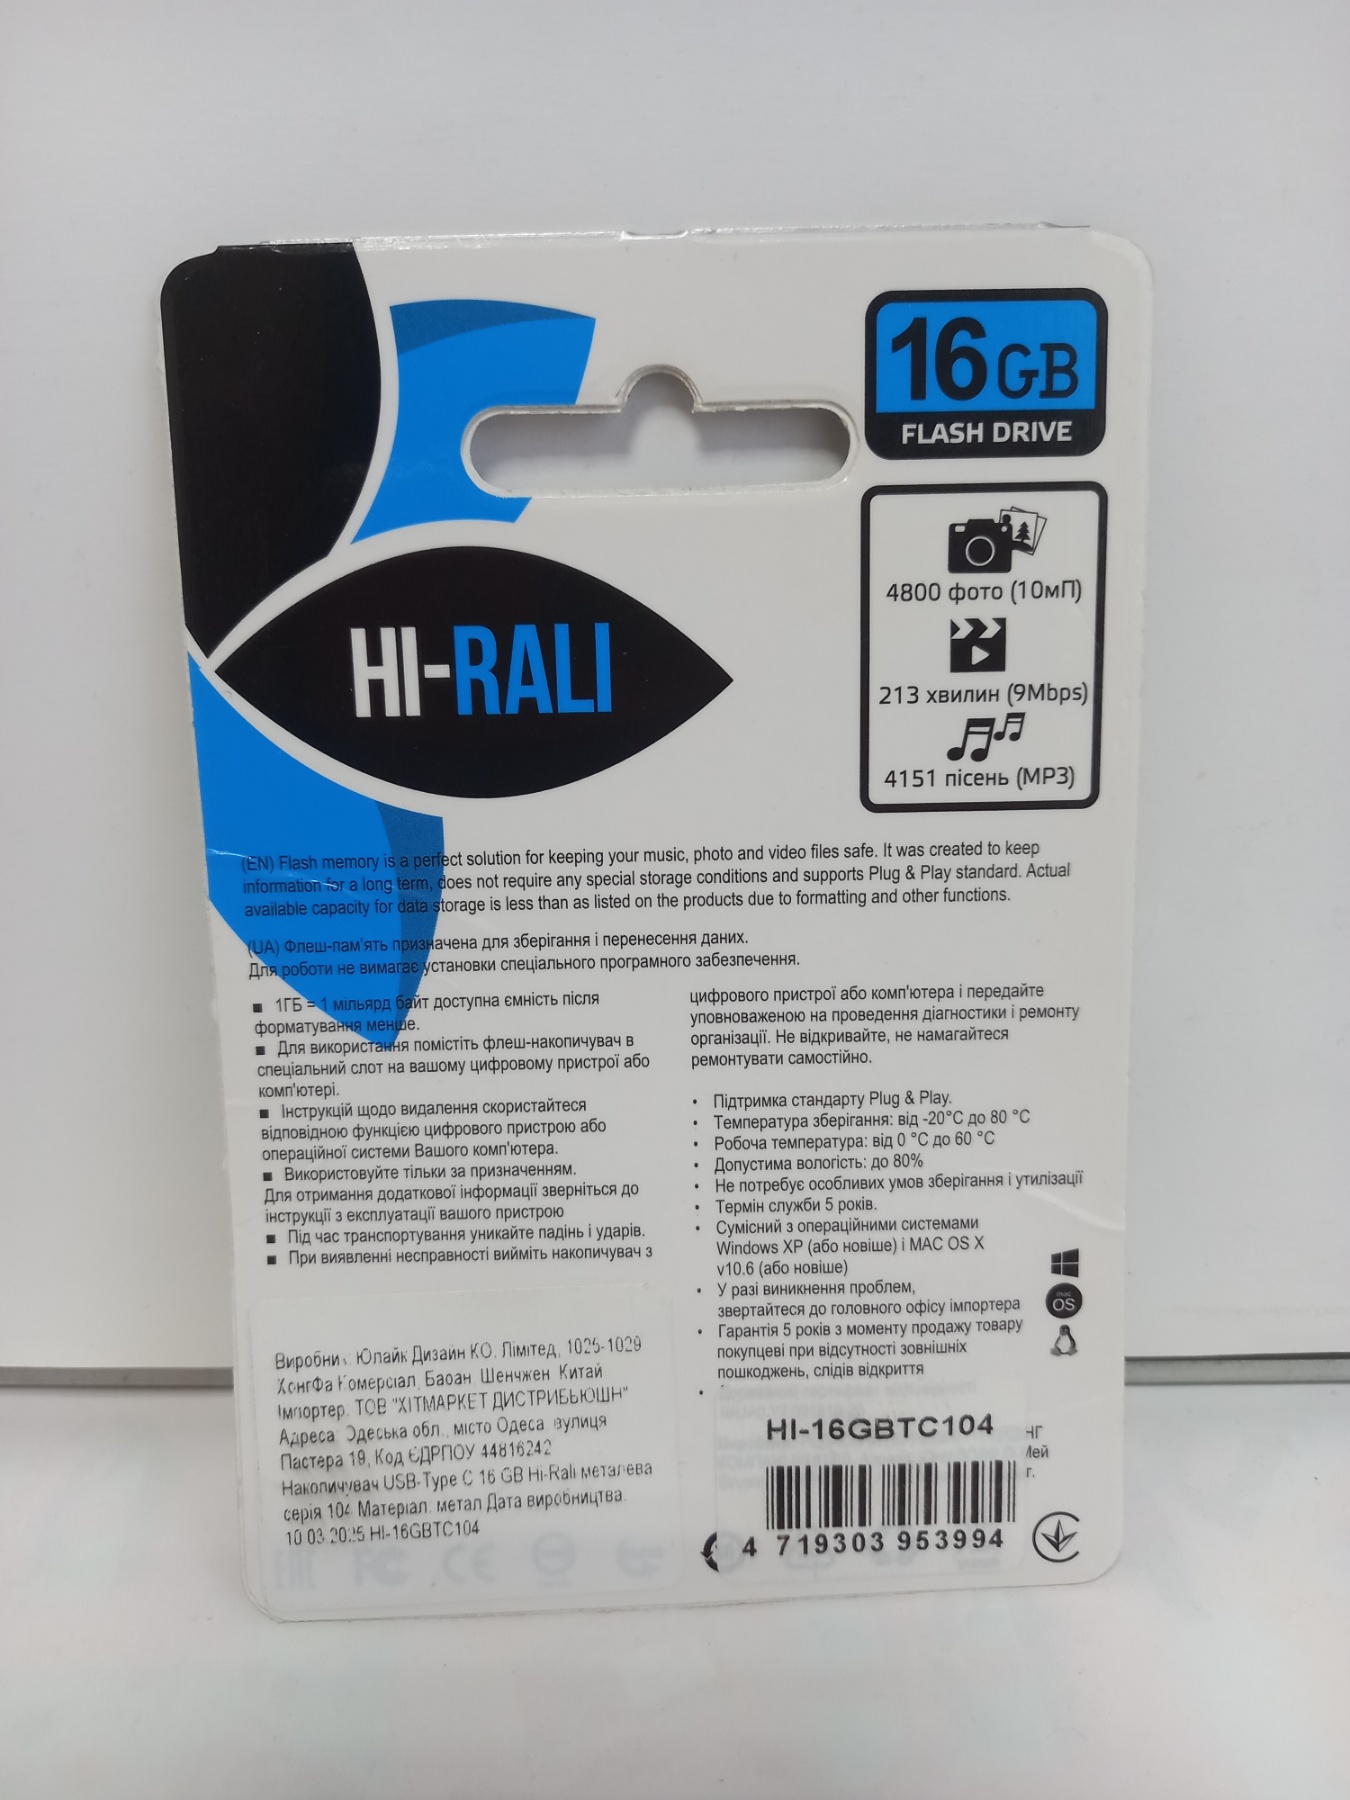 16GB
FLASH DRIVE
4800 фото (10мП)
213 хвилин (9Mbps)
4151 пісень (MP3)
HI-RALI
(EN) Flash memory is a perfect solution for keeping your music, photo and video files safe. It was created to keep
information for a long term, does not require any special storage conditions and supports Plug & Play standard. Actual
available capacity for data storage is less than as listed on the products due to formatting and other functions.
(UA) Флеш-пам'ять призначена для зберігання і перенесення даних.
Для роботи не вимагає установки спеціального програмного забезпечення.
■ 1ГБ = 1 мільярд байт доступна ємність після
форматування менше.
■ Для використання помістіть флеш-накопичувач в
спеціальний слот на вашому цифровому пристрої або
комп'ютері.
■ Інструкцій щодо видалення скористайтеся
відповідною функцією цифрового пристрою або
операційної системи Вашого комп'ютера.
■ Використовуйте тільки за призначенням.
Для отримання додаткової інформації зверніться до
інструкції з експлуатації вашого пристрою
■ Під час транспортування уникайте падінь і ударів.
■ При виявленні несправності вийміть накопичувач з
цифрового пристрої або комп'ютера і передайте
уповноваженою на проведення діагностики і ремонту
організації. Не відкривайте, не намагайтеся
ремонтувати самостійно.
• Підтримка стандарту Plug & Play.
• Температура зберігання: від -20°C до 80 °C
• Робоча температура: від 0 °C до 60 °C
• Допустима вологість: до 80%
• Не потребує особливих умов зберігання і утилізації
• Термін служби 5 років.
• Сумісний з операційними системами
Windows XP (або новіше) і MAC OS X
v10.6 (або новіше)
• У разі виникнення проблем,
звертайтеся до головного офісу імпортера
• Гарантія 5 років з моменту продажу товару
покупцеві при відсутності зовнішніх
пошкоджень, слідів відкриття
mac
OS
Виробник: Юлайк Дизайн КО. Лімітед, 1025-1029
ХонгФа Комерсіал, Баоан. Шенчжен. Китай
Імпортер. ТОВ "ХІТМАРКЕТ ДИСТРИБЬЮШН"
Адреса: Одеська обл., місто Одеса вулиця
Пастера 19, Код ЄДРПОУ 44816242
Накопичувач USB-Type C 16 GB Hi-Rali металева
серія 104 Матеріал: метал Дата виробництва.
10.03.2025 HI-16GBTC104
HI-16GBTC104
4 719303 953994